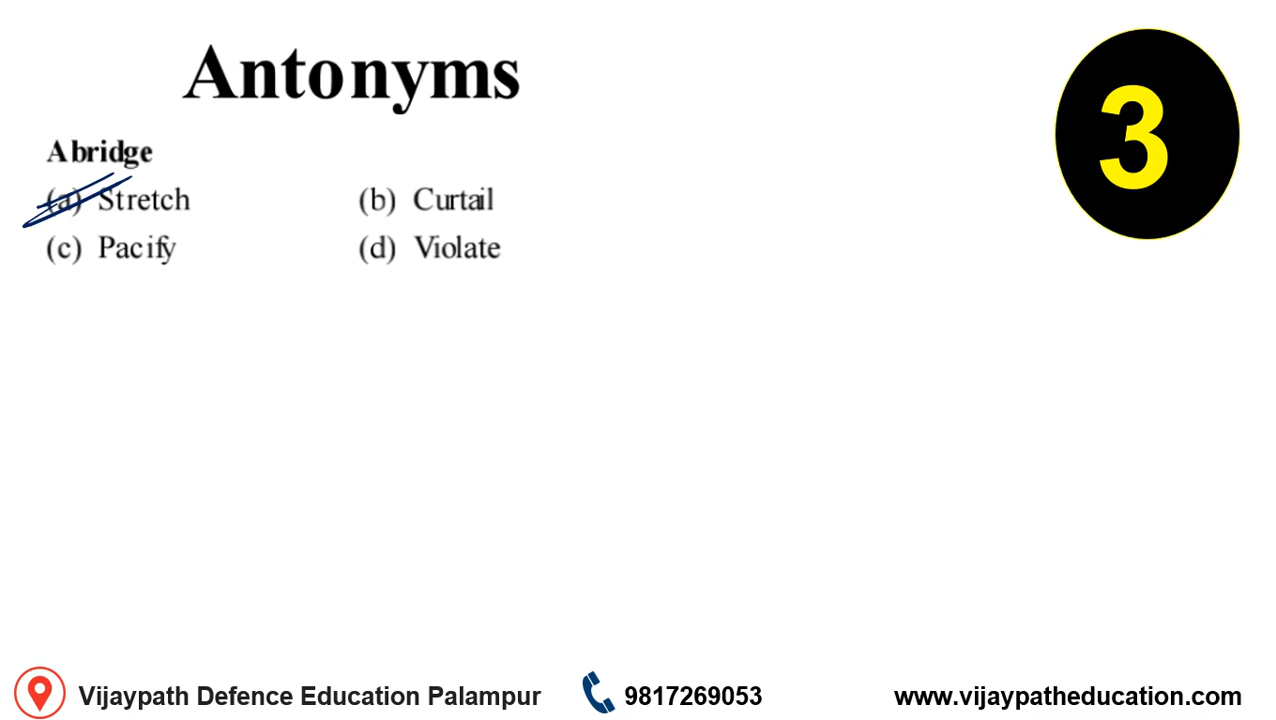 Antonyms
3
Abridge
(a) Stretch (b) Curtail
(c) Pacify (d) Violate
Vijaypath Defence Education Palampur 9817269053 www.vijaypatheducation.com